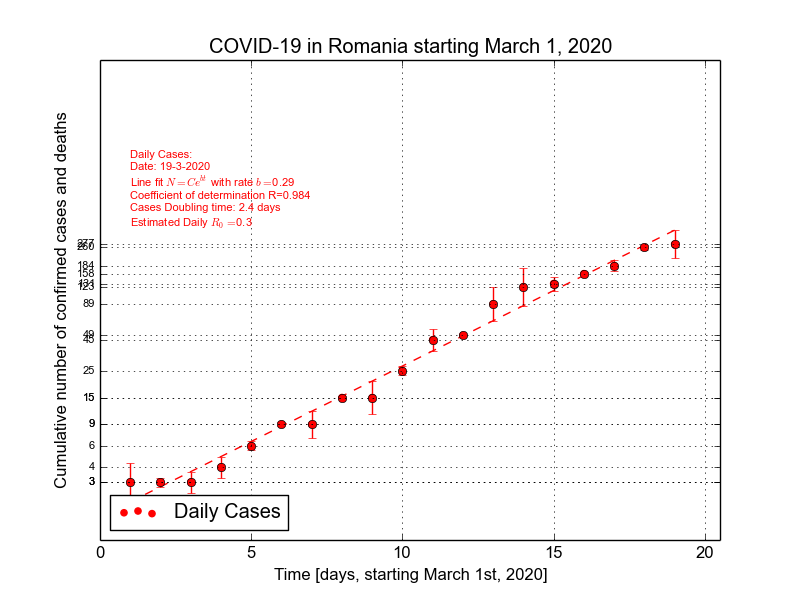 COVID-19 in Romania starting March 1, 2020
Cumulative number of confirmed cases and deaths
Daily Cases:
Date: 19-3-2020
Line fit N = Ce^{bt} with rate b =0.29
Coefficient of determination R=0.984
Cases Doubling time: 2.4 days
Estimated Daily R_0 =0.3
277
260
184
158
131
123
89
49
45
25
15
9
6
4
3
Daily Cases
0 5 10 15 20
Time [days, starting March 1st, 2020]